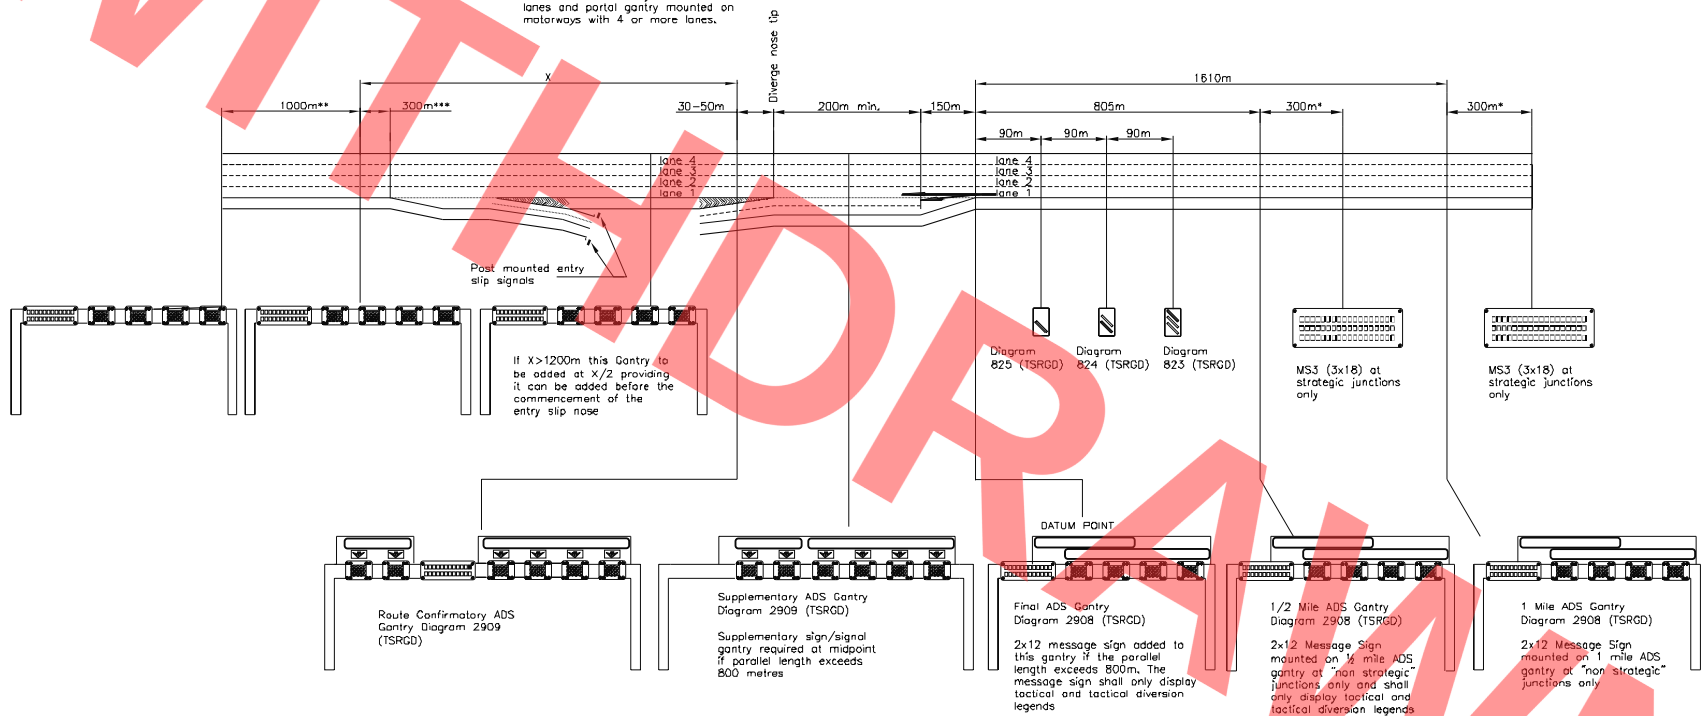 lanes and portal gantry mounted on
motorways with 4 or more lanes.
Diverge nose tip
X
1610m
1000m**
300m***
30-50m
200m min.
150m
805m
300m*
300m*
90m
90m
90m
lane 4
lane 3
lane 2
lane 1
lane 4
lane 3
lane 2
lane 1
Post mounted entry
slip signals
If X>1200m this Gantry to
be added at X/2 providing
it can be added before the
commencement of the
entry slip nose
Diagram
825 (TSRGD)
Diagram
824 (TSRGD)
Diagram
823 (TSRGD)
MS3 (3x18) at
strategic junctions
only
MS3 (3x18) at
strategic junctions
only
DATUM POINT
Route Confirmatory ADS
Gantry Diagram 2909
(TSRGD)
Supplementary ADS Gantry
Diagram 2909 (TSRGD)
Supplementary sign/signal
gantry required at midpoint
if parallel length exceeds
800 metres
Final ADS Gantry
Diagram 2908 (TSRGD)
2x12 message sign added to
this gantry if the parallel
length exceeds 800m. The
message sign shall only display
tactical and tactical diversion
legends
1/2 Mile ADS Gantry
Diagram 2908 (TSRGD)
2x12 Message Sign
mounted on ½ mile ADS
gantry at "non strategic"
junctions only and shall
only display tactical and
tactical diversion legends
1 Mile ADS Gantry
Diagram 2908 (TSRGD)
2x12 Message Sign
mounted on 1 mile ADS
gantry at "non strategic"
junctions only
WITHDRAWN